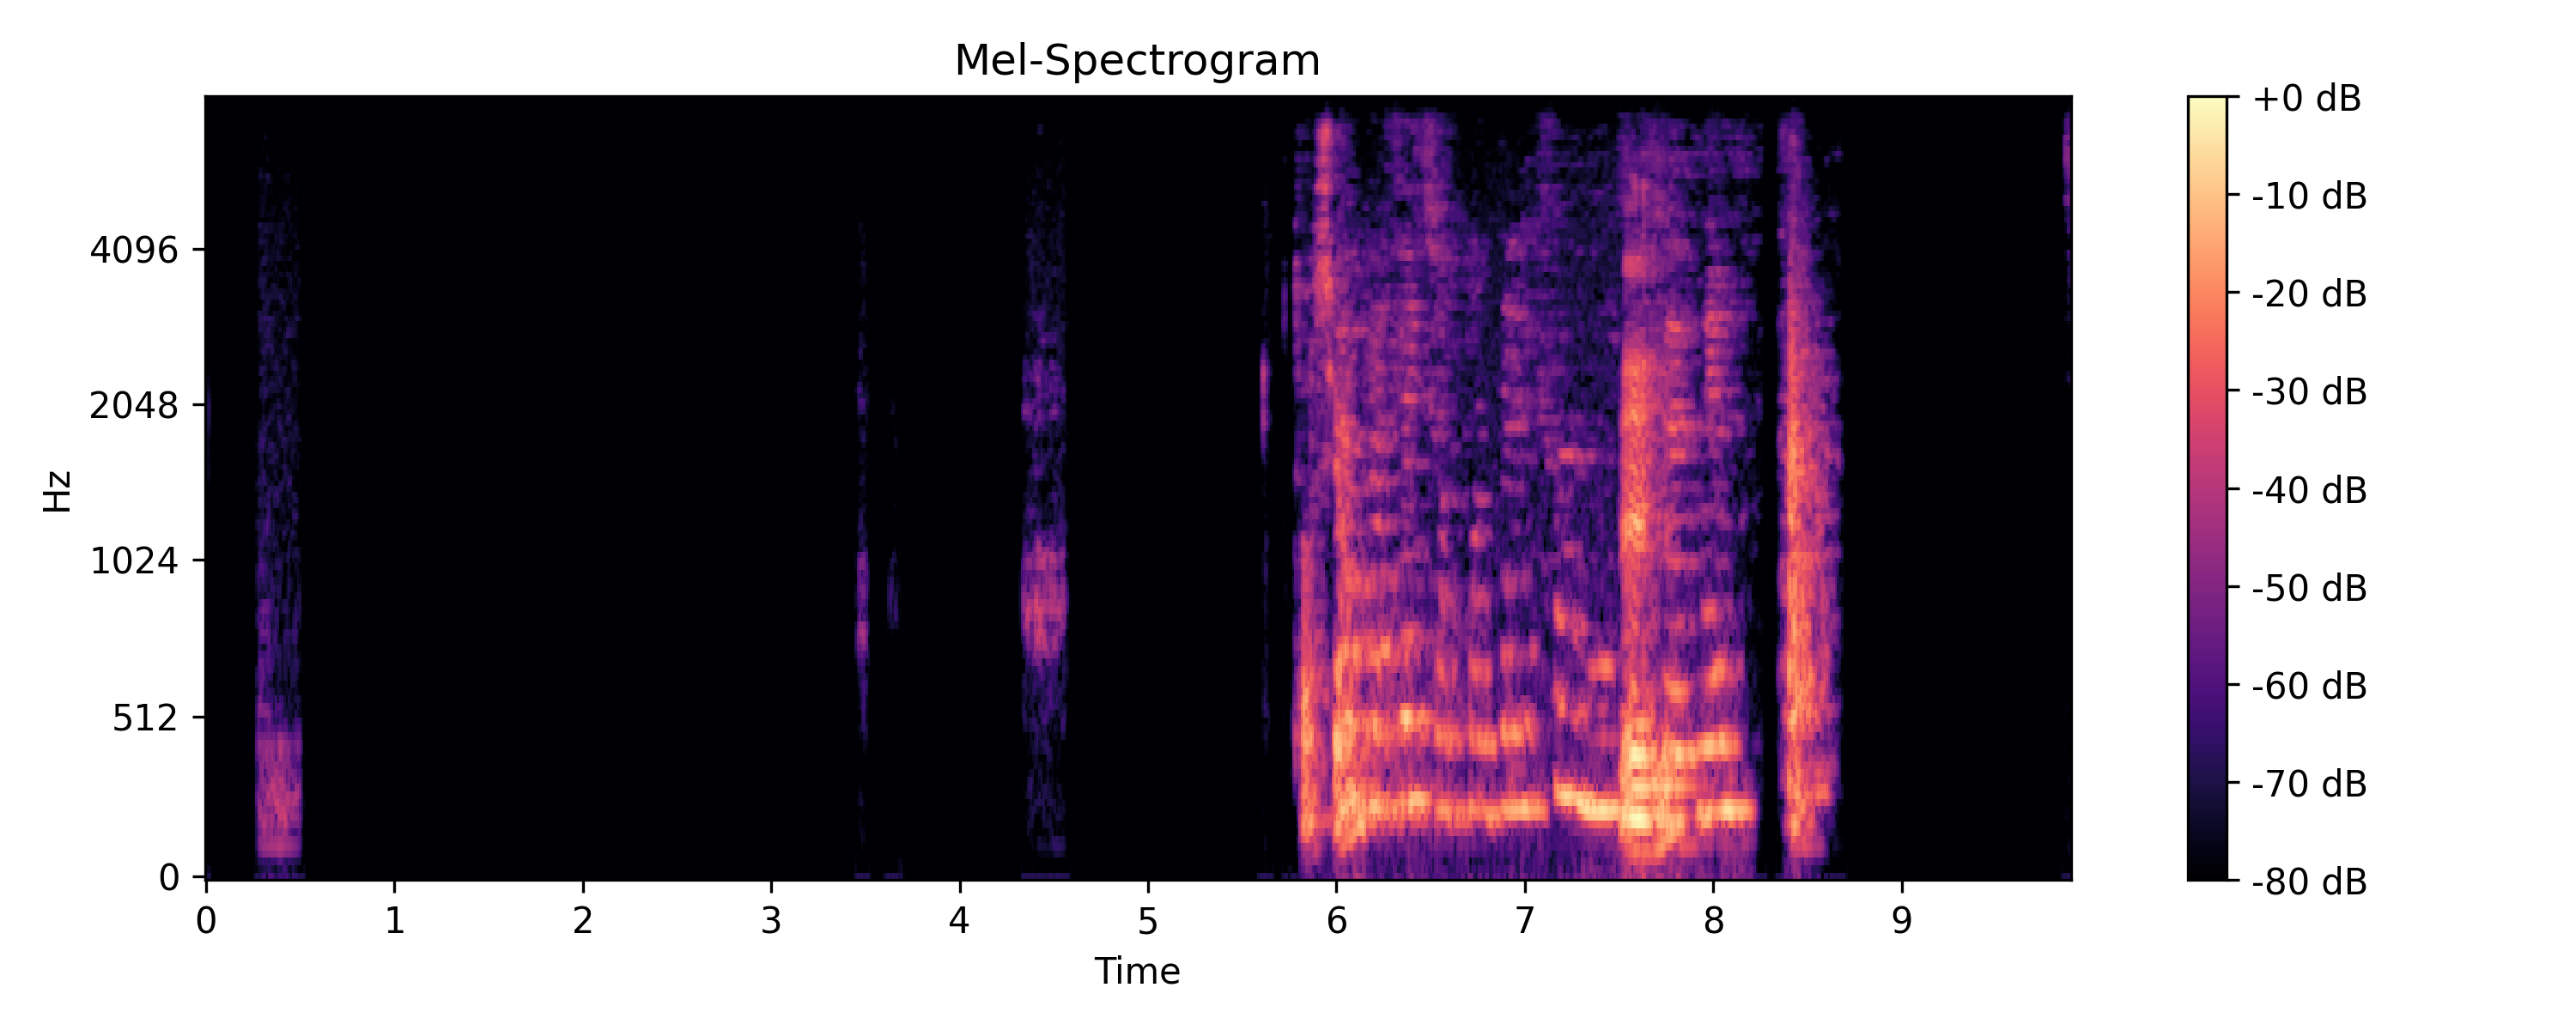 Mel-Spectrogram
+0 dB
-10 dB
-20 dB
-30 dB
-40 dB
-50 dB
-60 dB
-70 dB
-80 dB
Hz
4096
2048
1024
512
0
0 1 2 3 4 5 6 7 8 9
Time